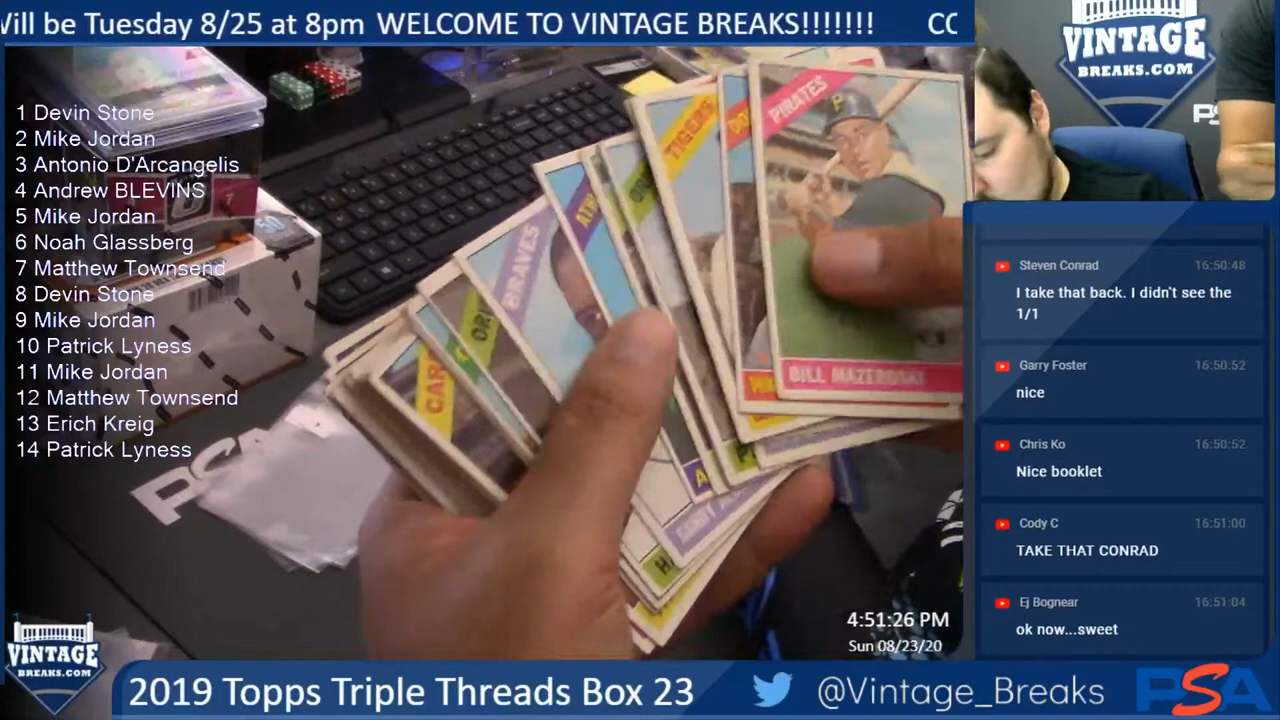 Will be Tuesday 8/25 at 8pm WELCOME TO VINTAGE BREAKS!!!!!!! CC
1 Devin Stone
2 Mike Jordan
3 Antonio D'Arcangelis
4 Andrew BLEVINS
5 Mike Jordan
6 Noah Glassberg
7 Matthew Townsend
8 Devin Stone
9 Mike Jordan
10 Patrick Lyness
11 Mike Jordan
12 Matthew Townsend
13 Erich Kreig
14 Patrick Lyness
PIRATES
P
TIGERS
BRAVES
BILL MAZEROSKI
PSA
VINTAGE
BREAKS.COM
Steven Conrad 16:50:48
I take that back. I didn't see the
1/1
Garry Foster 16:50:52
nice
Chris Ko 16:50:52
Nice booklet
Cody C 16:51:00
TAKE THAT CONRAD
Ej Bognear 16:51:04
ok now...sweet
4:51:26 PM
Sun 08/23/20
VINTAGE
BREAKS.COM
2019 Topps Triple Threads Box 23
@Vintage_Breaks
PSA